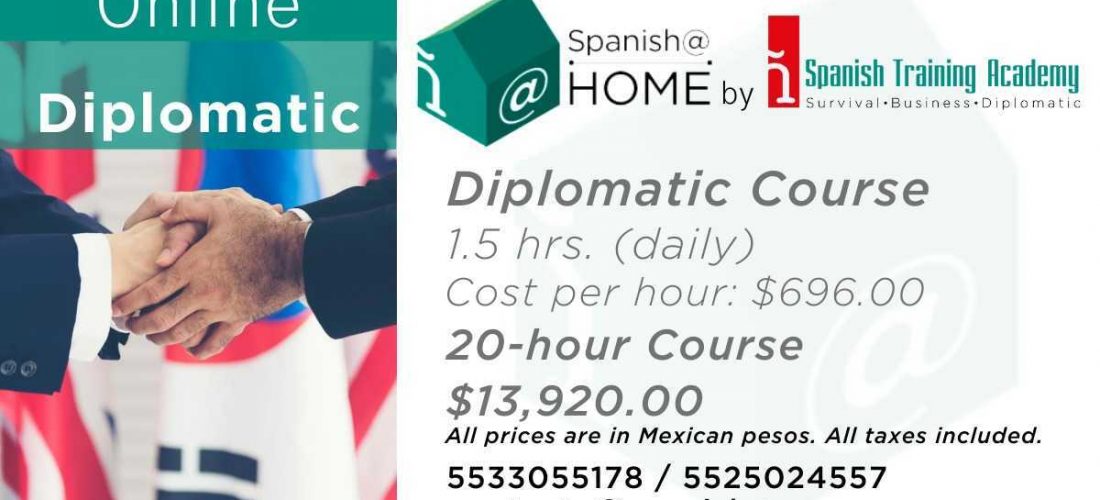 Online
Diplomatic
ñ
@
Spanish@
HOME by
ñ Spanish Training Academy
Survival•Business•Diplomatic
Diplomatic Course
1.5 hrs. (daily)
Cost per hour: $696.00
20-hour Course
$13,920.00
All prices are in Mexican pesos. All taxes included.
5533055178 / 5525024557